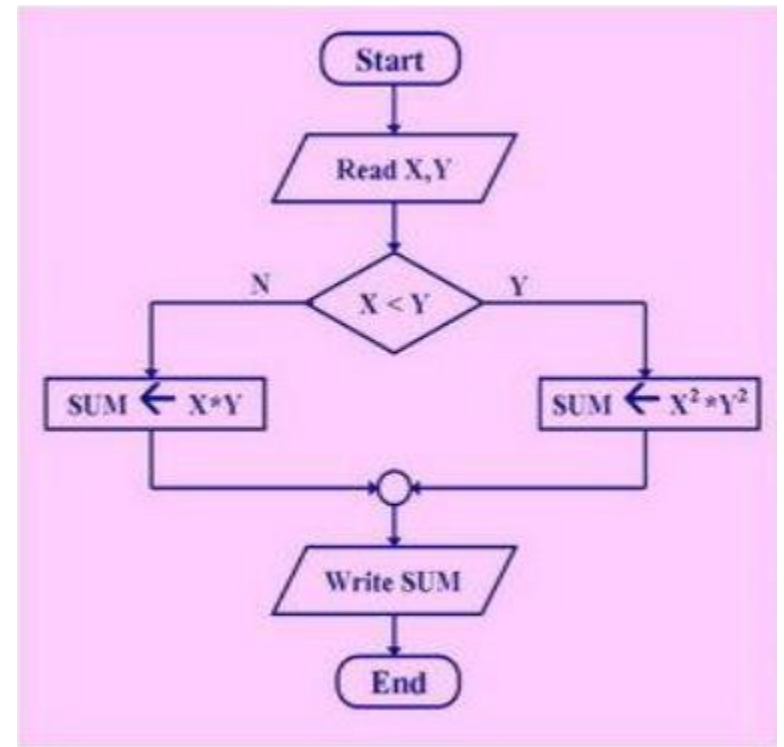 Start
Read X,Y
N
X < Y
Y
SUM ← X*Y
SUM ← X²*Y²
Write SUM
End